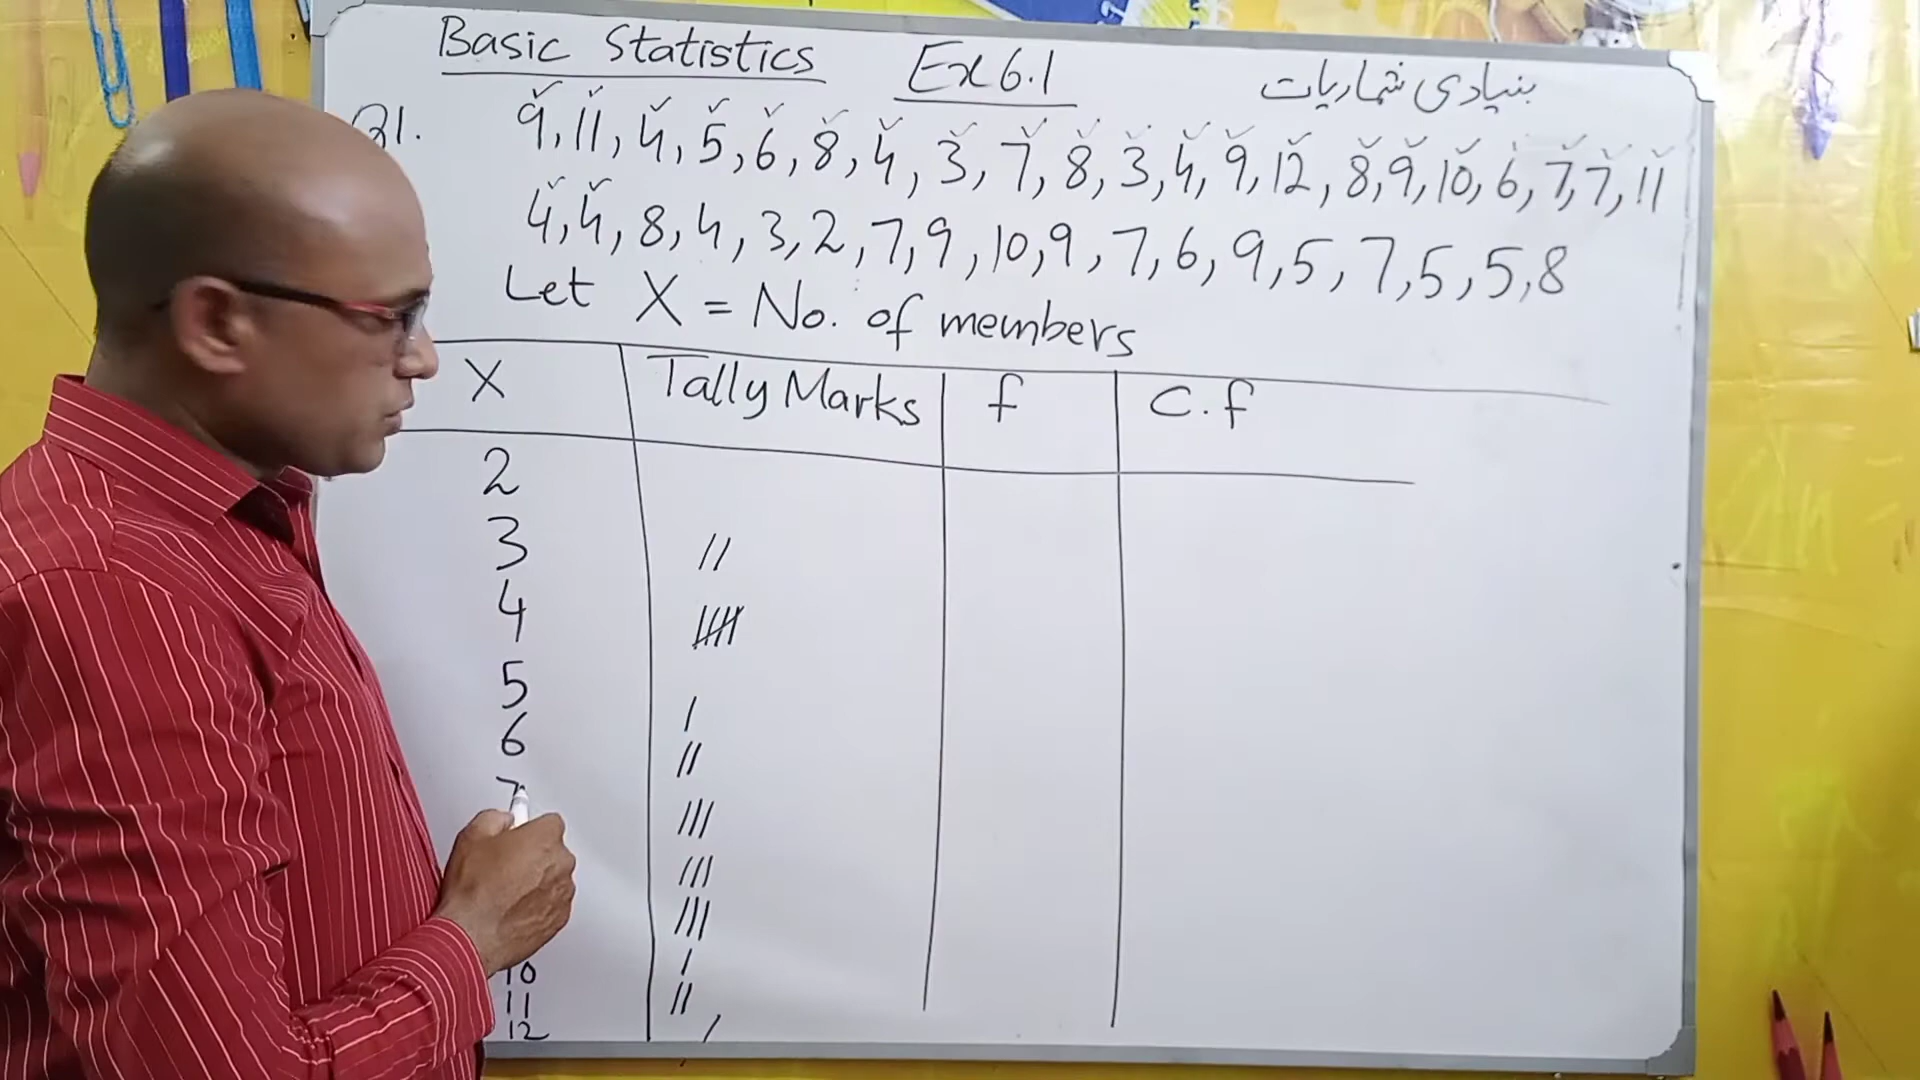 Basic Statistics Ex 6.1 بنیادی شماریات
Q1. 9, 11, 4, 5, 6, 8, 4, 3, 7, 8, 3, 4, 9, 12, 8, 9, 10, 6, 7, 7, 11
4, 4, 8, 4, 3, 2, 7, 9, 10, 9, 7, 6, 9, 5, 7, 5, 5, 8
Let X = No. of members
X Tally Marks f C.f
2
3 //
4 ////
5 /
6 //
7 ///
///
///
10 /
11 //
12 /